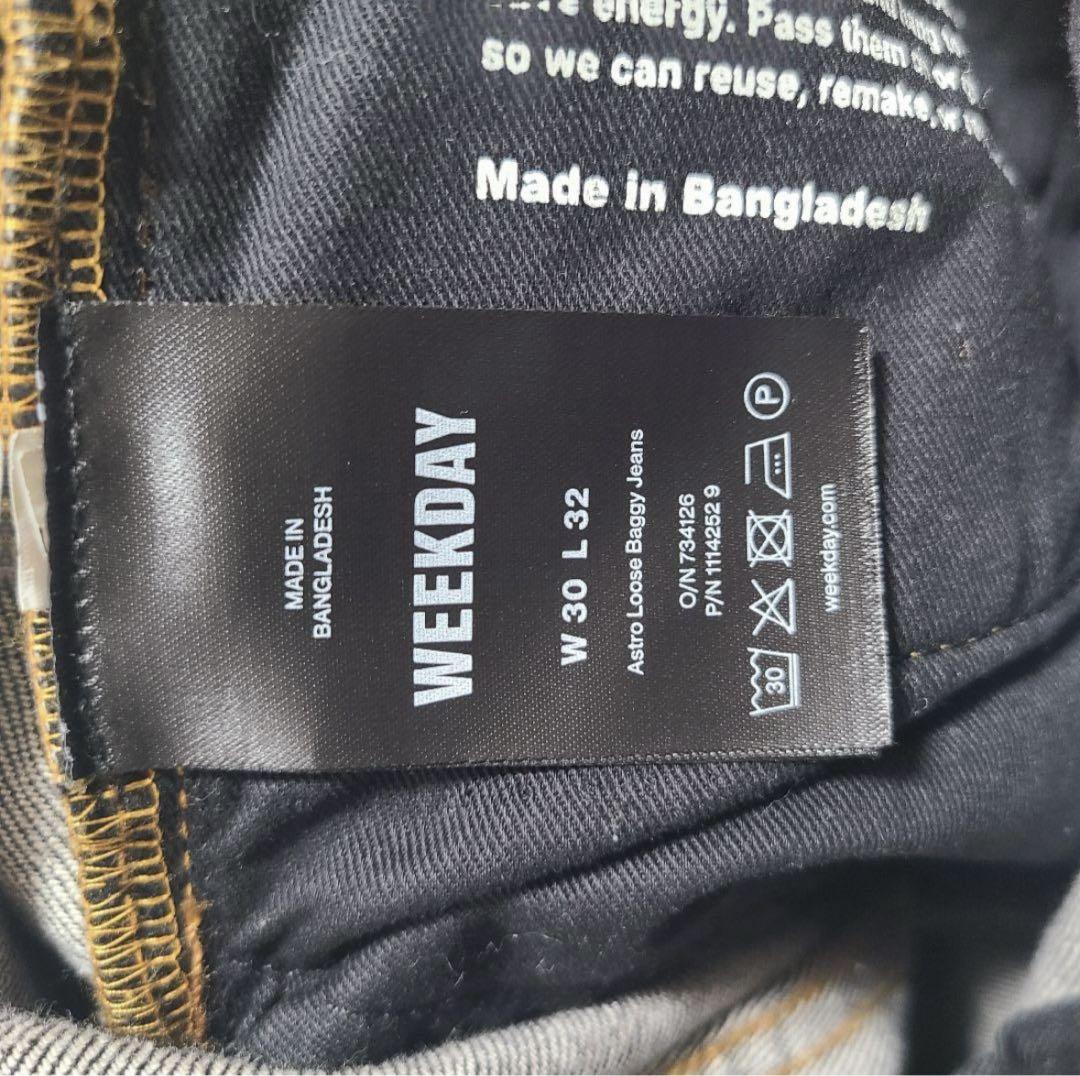 energy. Pass them
so we can reuse, remake,
Made in Bangladesh
MADE IN
BANGLADESH
WEEKDAY
W 30 L 32
Astro Loose Baggy Jeans
O/N 734126
P/N 1114252 9
30
P
weekday.com